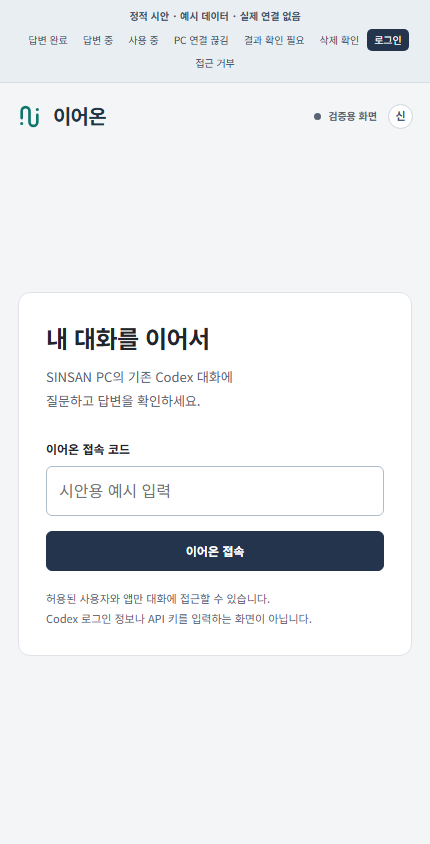 정적 시안 · 예시 데이터 · 실제 연결 없음
답변 완료 답변 중 사용 중 PC 연결 끊김 결과 확인 필요 삭제 확인 로그인
접근 거부
이어온 검증용 화면 신
내 대화를 이어서
SINSAN PC의 기존 Codex 대화에
질문하고 답변을 확인하세요.
이어온 접속 코드
시안용 예시 입력
이어온 접속
허용된 사용자와 앱만 대화에 접근할 수 있습니다.
Codex 로그인 정보나 API 키를 입력하는 화면이 아닙니다.